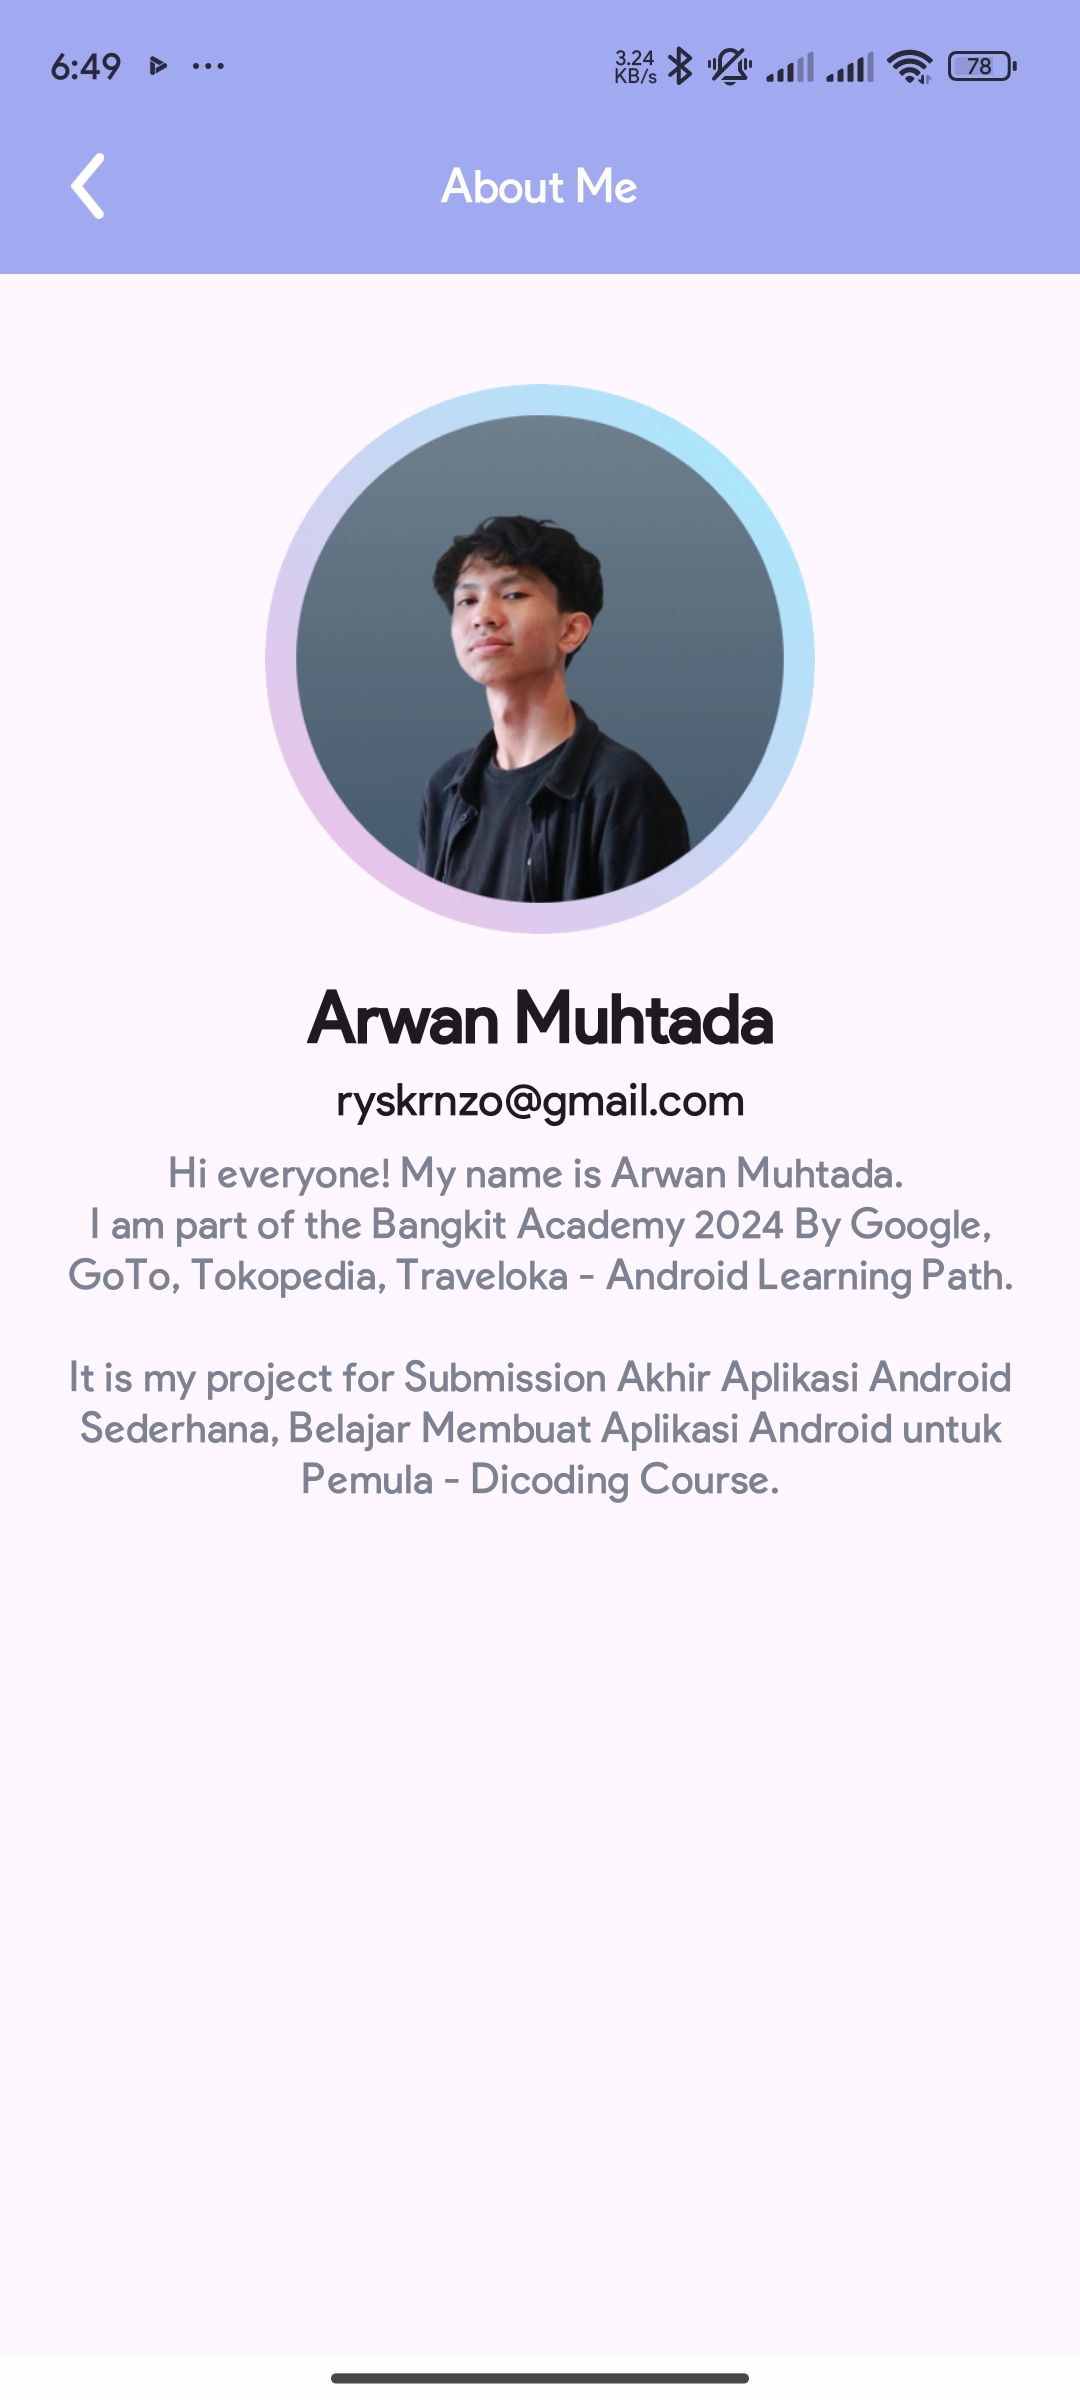 6:49
3.24
KB/s
78
About Me
Arwan Muhtada
ryskrnzo@gmail.com
Hi everyone! My name is Arwan Muhtada.
I am part of the Bangkit Academy 2024 By Google,
GoTo, Tokopedia, Traveloka - Android Learning Path.
It is my project for Submission Akhir Aplikasi Android
Sederhana, Belajar Membuat Aplikasi Android untuk
Pemula - Dicoding Course.